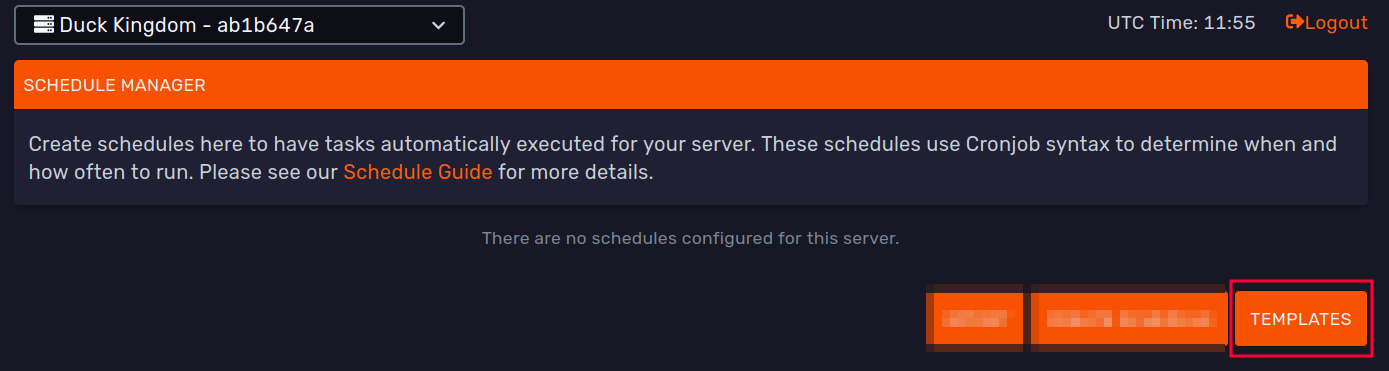 Duck Kingdom - ab1b647a
UTC Time: 11:55
Logout
SCHEDULE MANAGER
Create schedules here to have tasks automatically executed for your server. These schedules use Cronjob syntax to determine when and
how often to run. Please see our Schedule Guide for more details.
There are no schedules configured for this server.
TEMPLATES